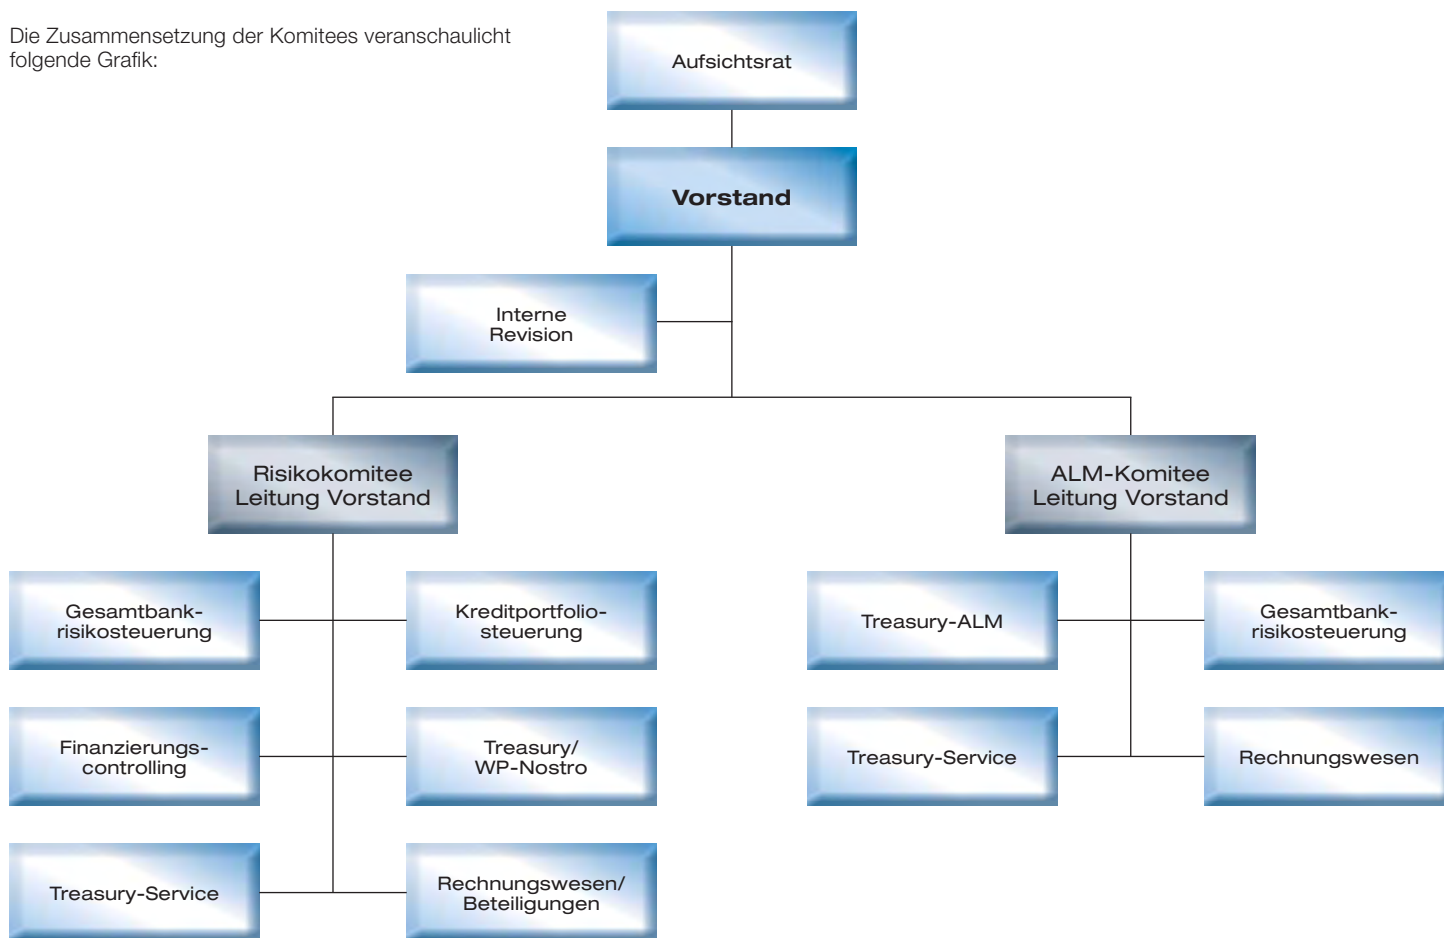 Die Zusammensetzung der Komitees veranschaulicht
folgende Grafik:
Aufsichtsrat
Vorstand
Interne
Revision
Risikokomitee
Leitung Vorstand
ALM-Komitee
Leitung Vorstand
Gesamtbank-
risikosteuerung
Kreditportfolio-
steuerung
Treasury-ALM
Gesamtbank-
risikosteuerung
Finanzierungs-
controlling
Treasury/
WP-Nostro
Treasury-Service
Rechnungswesen
Treasury-Service
Rechnungswesen/
Beteiligungen